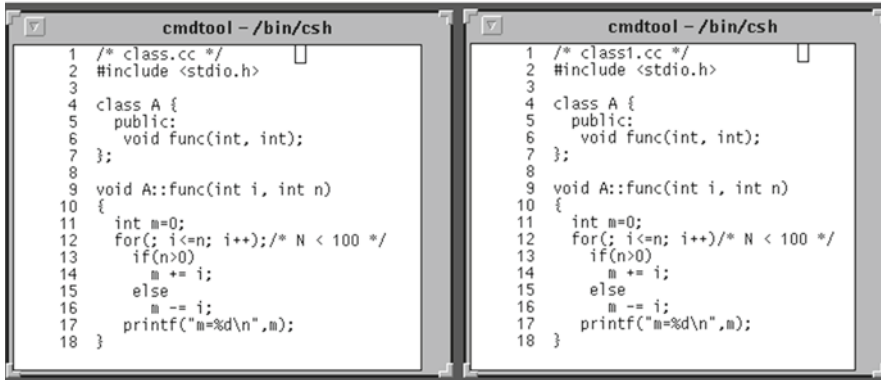 cmdtool - /bin/csh
1 /* class.cc */
2 #include <stdio.h>
3
4 class A {
5 public:
6 void func(int, int);
7 };
8
9 void A::func(int i, int n)
10 {
11 int m=0;
12 for(; i<=n; i++);/* N < 100 */
13 if(n>0)
14 m += i;
15 else
16 m -= i;
17 printf("m=%d\n",m);
18 }
cmdtool - /bin/csh
1 /* class1.cc */
2 #include <stdio.h>
3
4 class A {
5 public:
6 void func(int, int);
7 };
8
9 void A::func(int i, int n)
10 {
11 int m=0;
12 for(; i<=n; i++)/* N < 100 */
13 if(n>0)
14 m += i;
15 else
16 m -= i;
17 printf("m=%d\n",m);
18 }